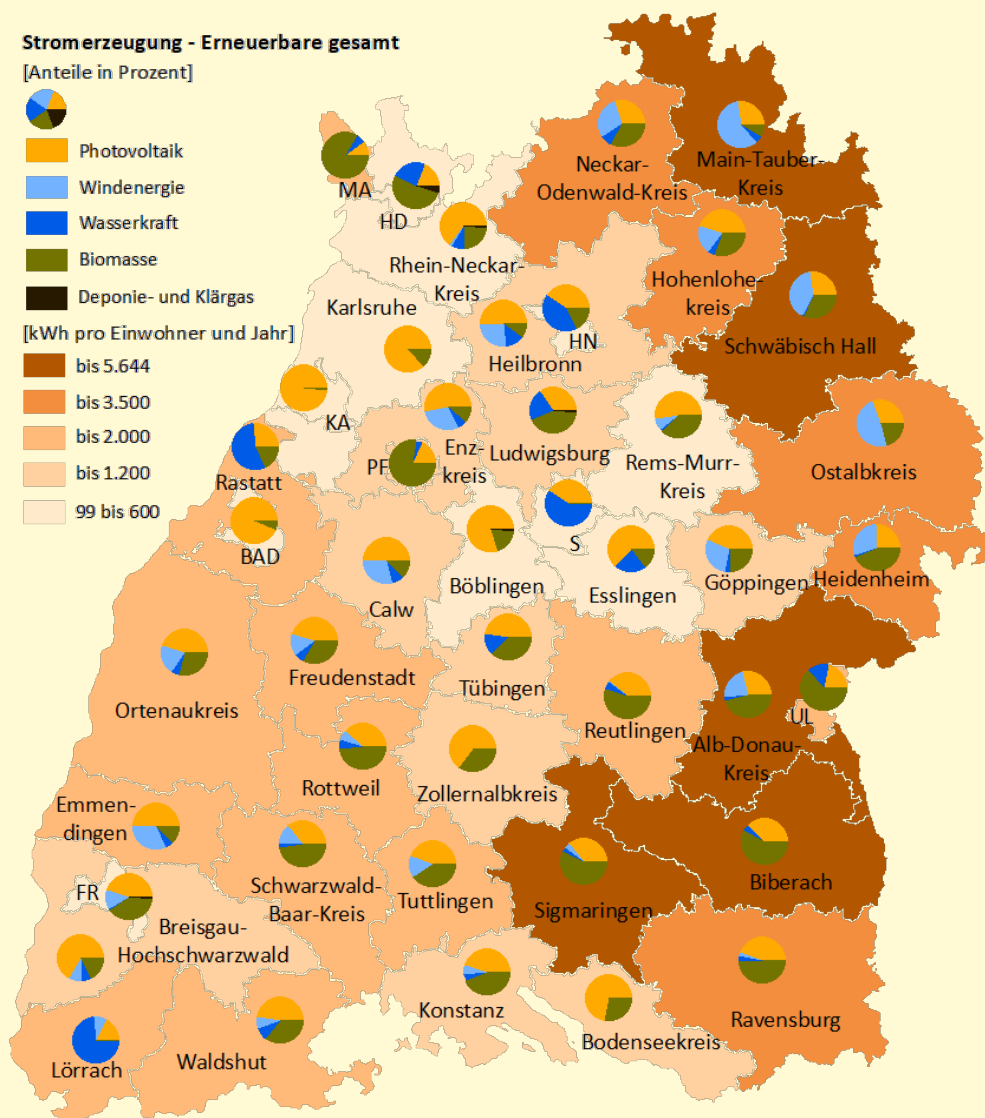 Stromerzeugung - Erneuerbare gesamt
[Anteile in Prozent]
Photovoltaik
Windenergie
Wasserkraft
Biomasse
Deponie- und Klärgas
[kWh pro Einwohner und Jahr]
bis 5.644
bis 3.500
bis 2.000
bis 1.200
99 bis 600
MA
HD
Neckar-
Odenwald-Kreis
Main-Tauber-
Kreis
Rhein-Neckar-
Kreis
Hohenlohe-
kreis
Karlsruhe
Heilbronn
HN
Schwäbisch Hall
KA
Enz-
kreis
PF
Ludwigsburg
Rems-Murr-
Kreis
Ostalbkreis
Rastatt
BAD
Calw
Böblingen
S
Esslingen
Göppingen
Heidenheim
Ortenaukreis
Freudenstadt
Tübingen
Reutlingen
Alb-Donau-
Kreis
UL
Rottweil
Zollernalbkreis
Emmen-
dingen
Schwarzwald-
Baar-Kreis
Tuttlingen
Sigmaringen
Biberach
FR
Breisgau-
Hochschwarzwald
Konstanz
Bodenseekreis
Ravensburg
Lörrach
Waldshut